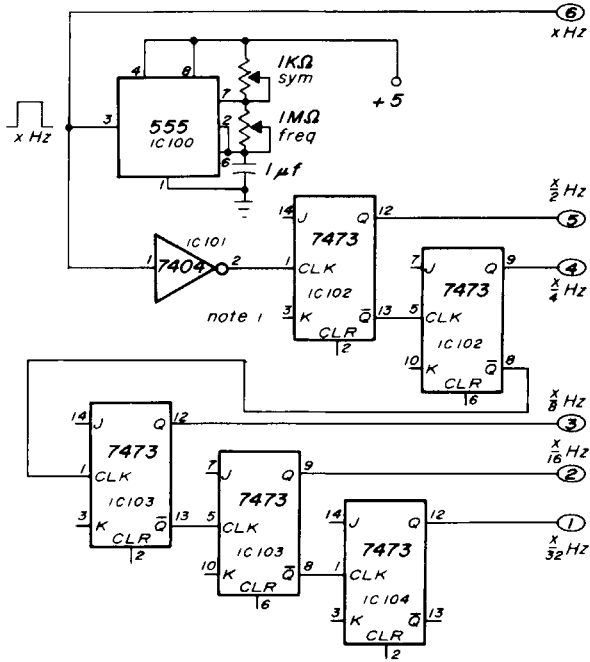 6
x Hz
4
8
1KΩ
sym
7
+5
3
555
IC100
2
6
1MΩ
freq
x Hz
1
1μf
1
7404
IC101
2
14
J
Q
12
7473
1
CLK
IC102
3
K
Q̅
13
CLR
2
x/2 Hz
5
note 1
7
J
Q
9
7473
5
CLK
IC102
10
K
Q̅
8
CLR
6
x/4 Hz
4
x/8 Hz
3
14
J
Q
12
7473
1
CLK
IC103
3
K
Q̅
13
CLR
2
x/16 Hz
2
7
J
Q
9
7473
5
CLK
IC103
10
K
Q̅
8
CLR
6
1
x/32 Hz
14
J
Q
12
7473
1
CLK
IC104
3
K
Q̅
13
CLR
2